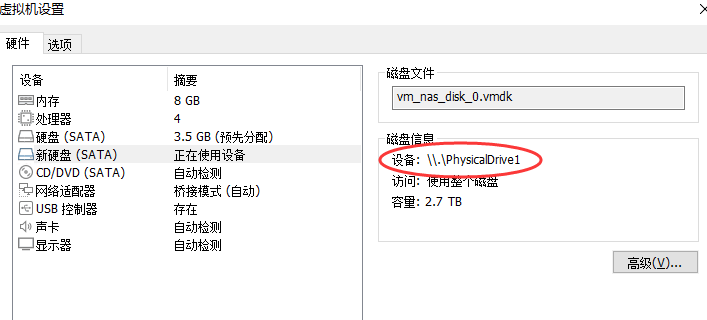 虚拟机设置
硬件 选项
设备 摘要
内存 8 GB
处理器 4
硬盘 (SATA) 3.5 GB (预先分配)
新硬盘 (SATA) 正在使用设备
CD/DVD (SATA) 自动检测
网络适配器 桥接模式 (自动)
USB 控制器 存在
声卡 自动检测
显示器 自动检测
磁盘文件
vm_nas_disk_0.vmdk
磁盘信息
设备: \\.\PhysicalDrive1
访问: 使用整个磁盘
容量: 2.7 TB
高级(V)...